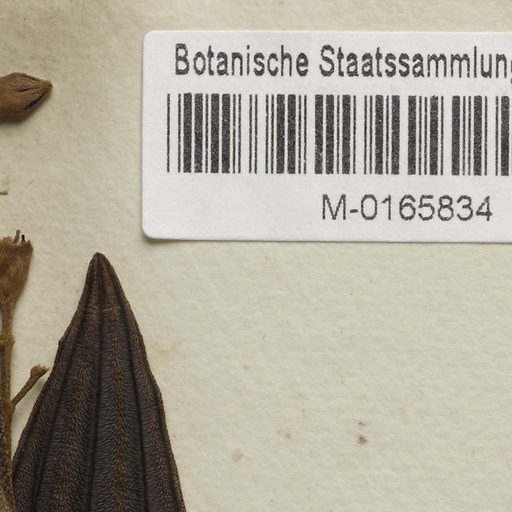 Botanische Staatssammlung
M-0165834